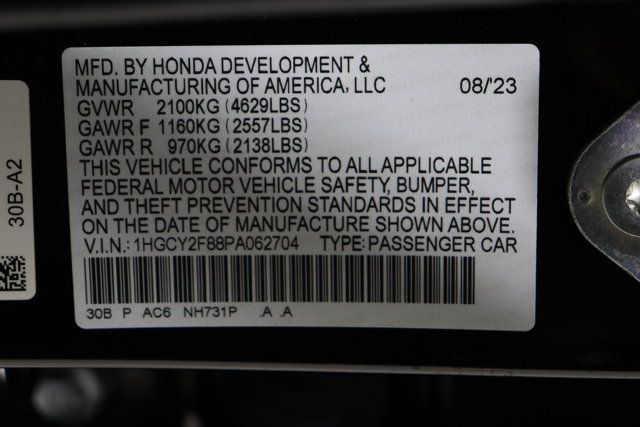 MFD. BY HONDA DEVELOPMENT &
MANUFACTURING OF AMERICA, LLC 08/'23
GVWR 2100KG (4629LBS)
GAWR F 1160KG (2557LBS)
GAWR R 970KG (2138LBS)
THIS VEHICLE CONFORMS TO ALL APPLICABLE
FEDERAL MOTOR VEHICLE SAFETY, BUMPER,
AND THEFT PREVENTION STANDARDS IN EFFECT
ON THE DATE OF MANUFACTURE SHOWN ABOVE.
V.I.N.: 1HGCY2F88PA062704 TYPE: PASSENGER CAR
30B P AC6 NH731P .A .A
30B-A2